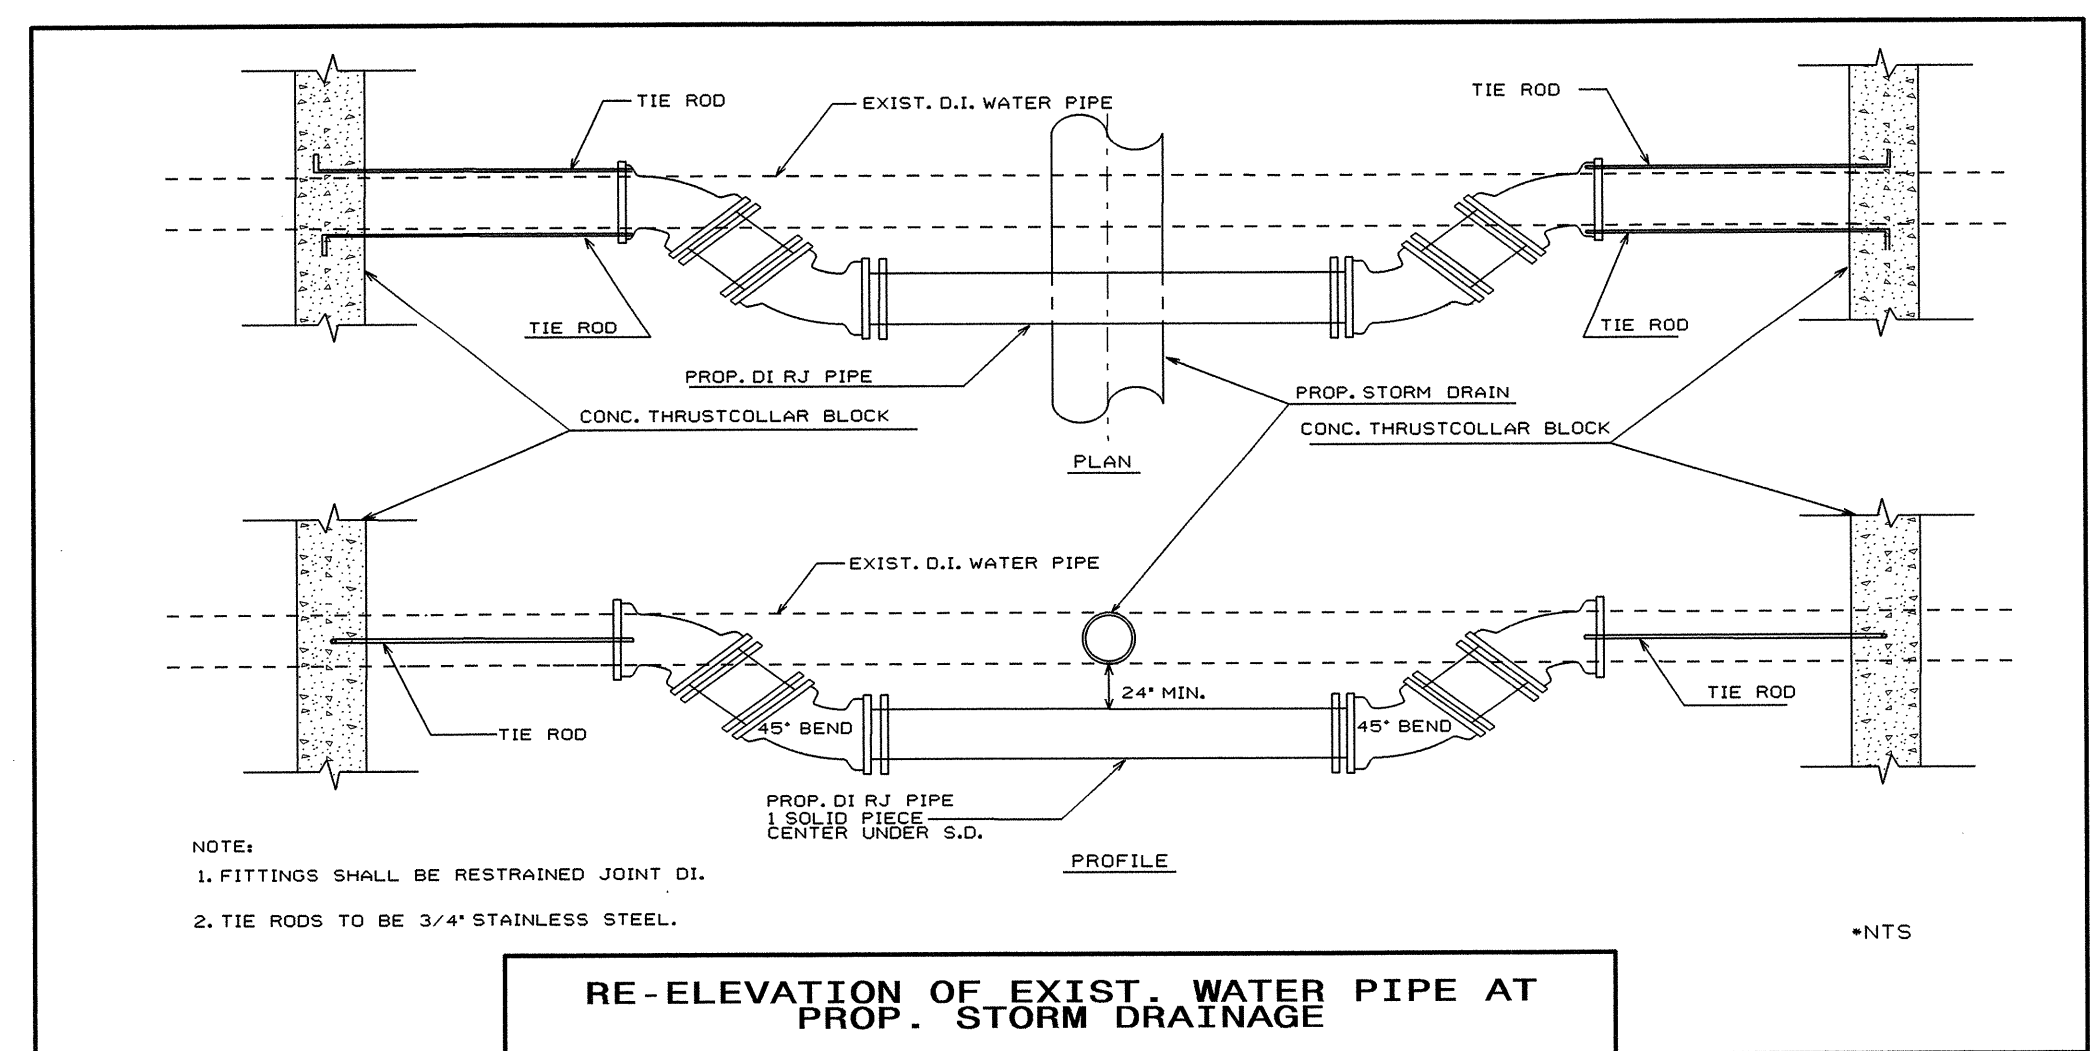 TIE ROD
EXIST. D.I. WATER PIPE
TIE ROD
TIE ROD
TIE ROD
PROP. DI RJ PIPE
PROP. STORM DRAIN
CONC. THRUSTCOLLAR BLOCK
CONC. THRUSTCOLLAR BLOCK
PLAN
EXIST. D.I. WATER PIPE
24" MIN.
TIE ROD
45° BEND
45° BEND
TIE ROD
PROP. DI RJ PIPE
1 SOLID PIECE
CENTER UNDER S.D.
PROFILE
NOTE:
1. FITTINGS SHALL BE RESTRAINED JOINT DI.
2. TIE RODS TO BE 3/4" STAINLESS STEEL.
*NTS
RE-ELEVATION OF EXIST. WATER PIPE AT
PROP. STORM DRAINAGE